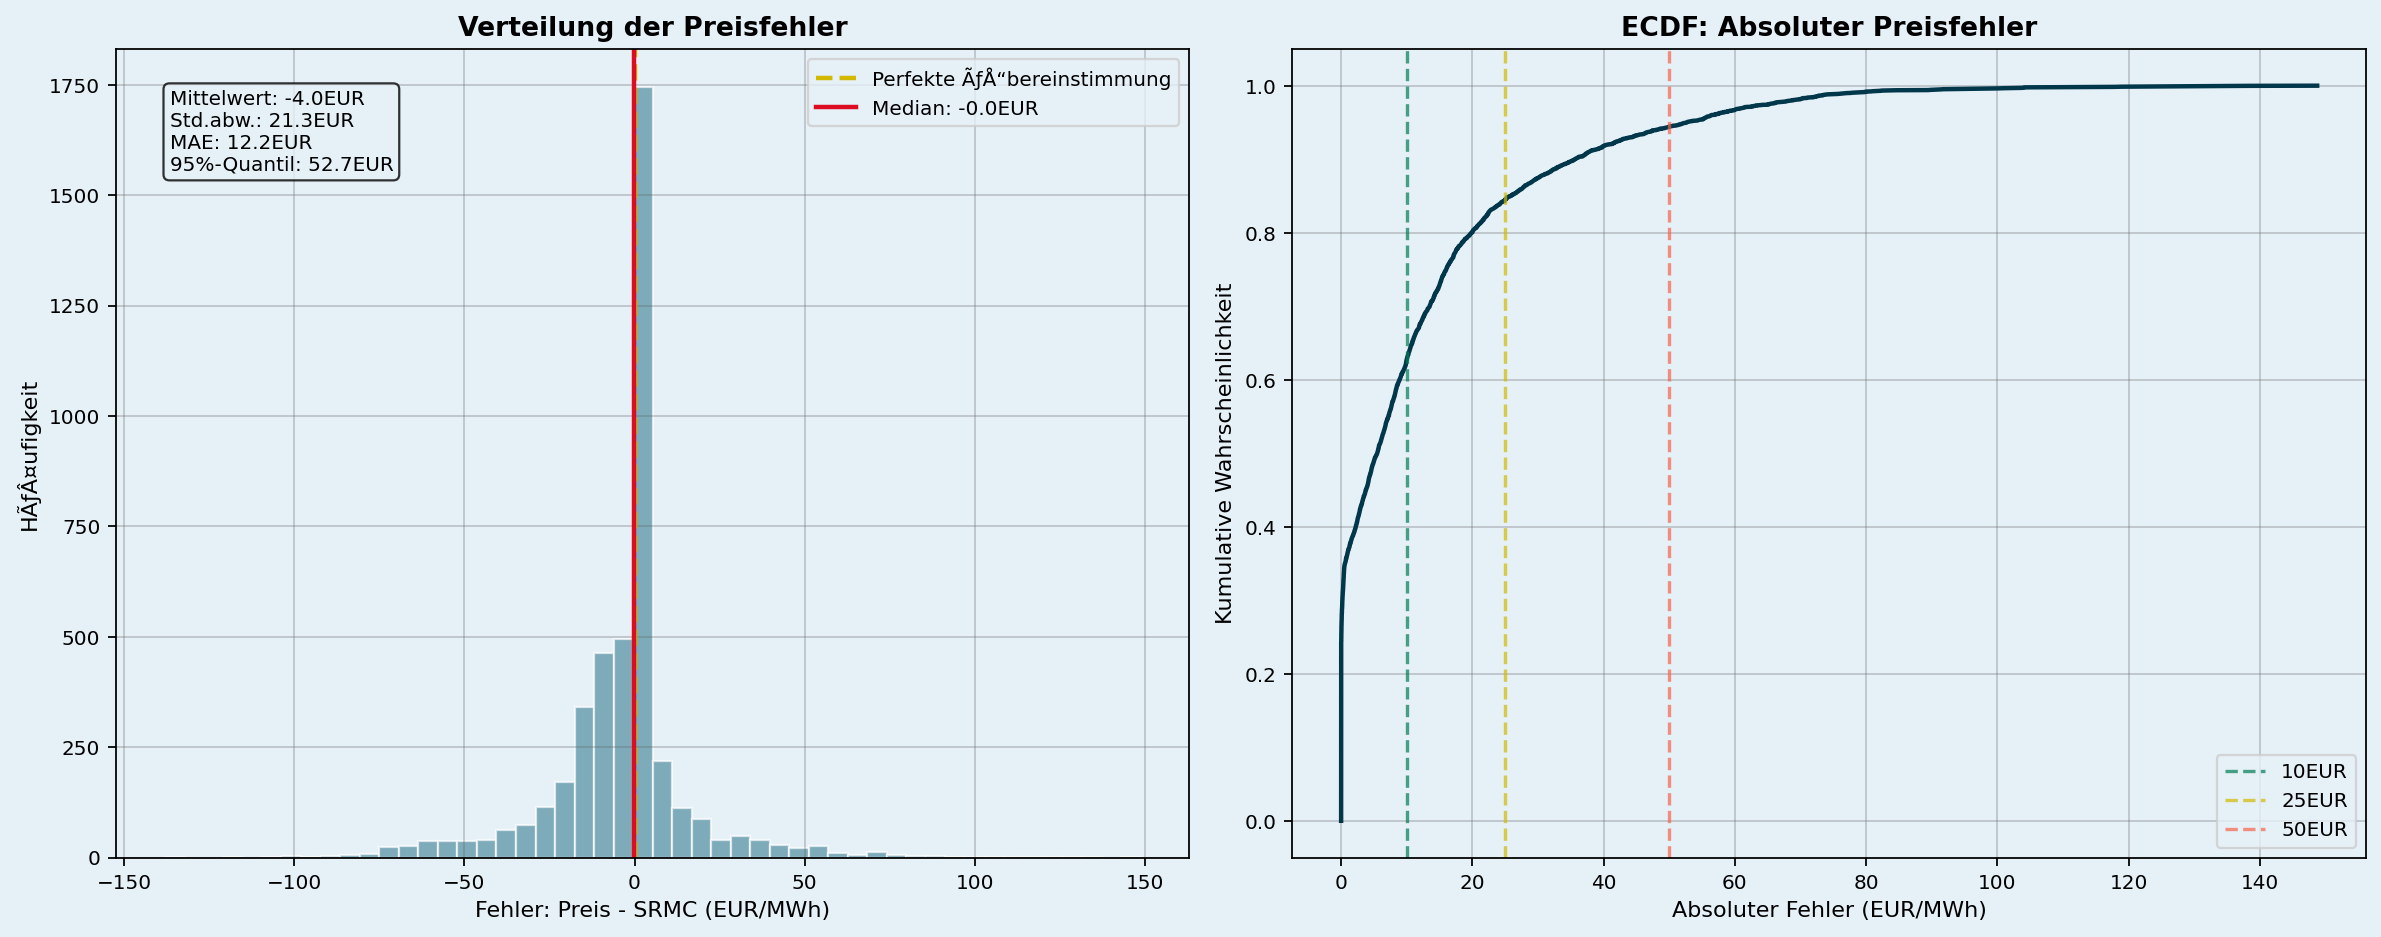 Verteilung der Preisfehler
Mittelwert: -4.0EUR
Std.abw.: 21.3EUR
MAE: 12.2EUR
95%-Quantil: 52.7EUR
Perfekte ÃƒÅ“bereinstimmung
Median: -0.0EUR
HÃƒÂ¤ufigkeit
1750
1500
1250
1000
750
500
250
0
−150
−100
−50
0
50
100
150
Fehler: Preis - SRMC (EUR/MWh)
ECDF: Absoluter Preisfehler
Kumulative Wahrscheinlichkeit
1.0
0.8
0.6
0.4
0.2
0.0
10EUR
25EUR
50EUR
0
20
40
60
80
100
120
140
Absoluter Fehler (EUR/MWh)